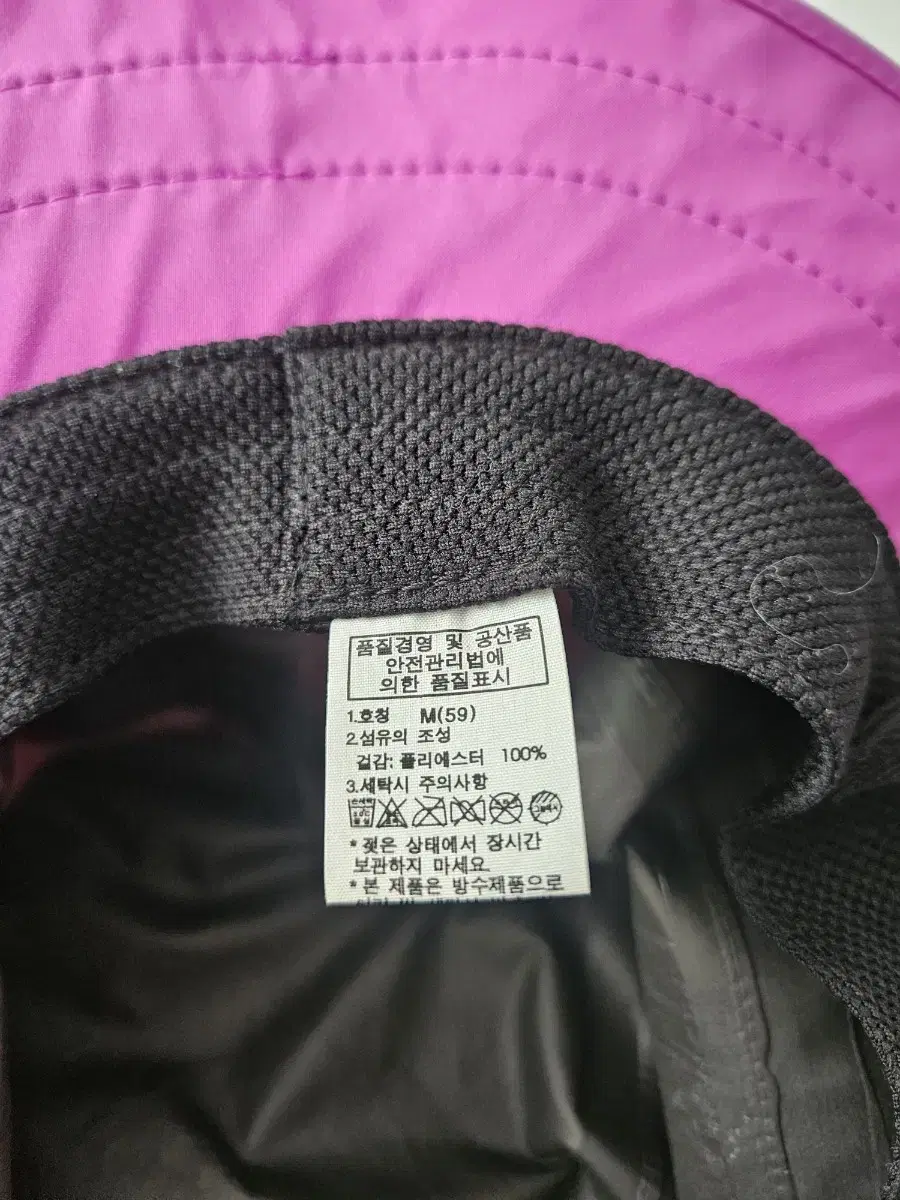 품질경영 및 공산품
안전관리법에
의한 품질표시
1.호칭 M(59)
2.섬유의 조성
겉감: 폴리에스터 100%
3.세탁시 주의사항
* 젖은 상태에서 장시간
보관하지 마세요
* 본 제품은 방수제품으로